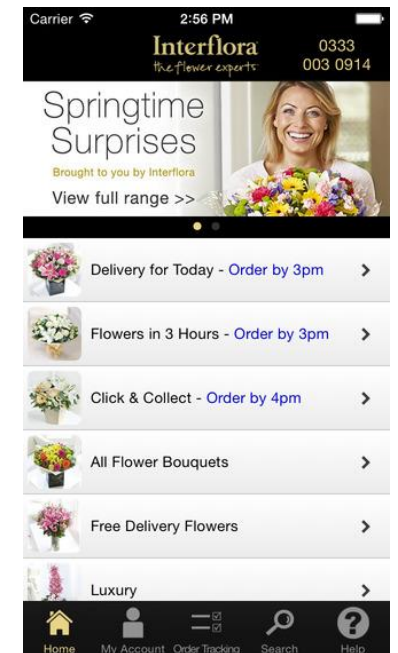 Carrier 2:56 PM
Interflora
the flower experts
0333
003 0914
Springtime
Surprises
Brought to you by Interflora
View full range >>
Delivery for Today - Order by 3pm
Flowers in 3 Hours - Order by 3pm
Click & Collect - Order by 4pm
All Flower Bouquets
Free Delivery Flowers
Luxury
Home My Account Order Tracking Search Help